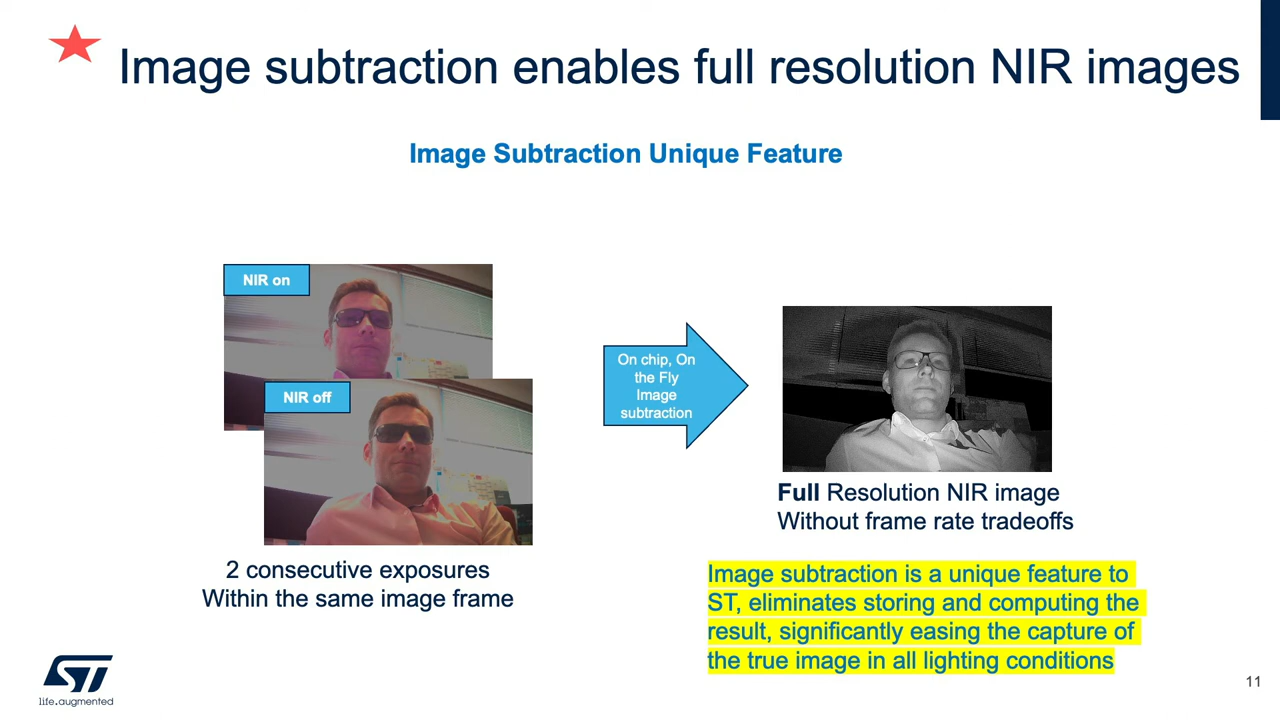 Image subtraction enables full resolution NIR images
Image Subtraction Unique Feature
NIR on
NIR off
2 consecutive exposures
Within the same image frame
On chip, On
the Fly
Image
subtraction
Full Resolution NIR image
Without frame rate tradeoffs
Image subtraction is a unique feature to
ST, eliminates storing and computing the
result, significantly easing the capture of
the true image in all lighting conditions
ST
life.augmented
11